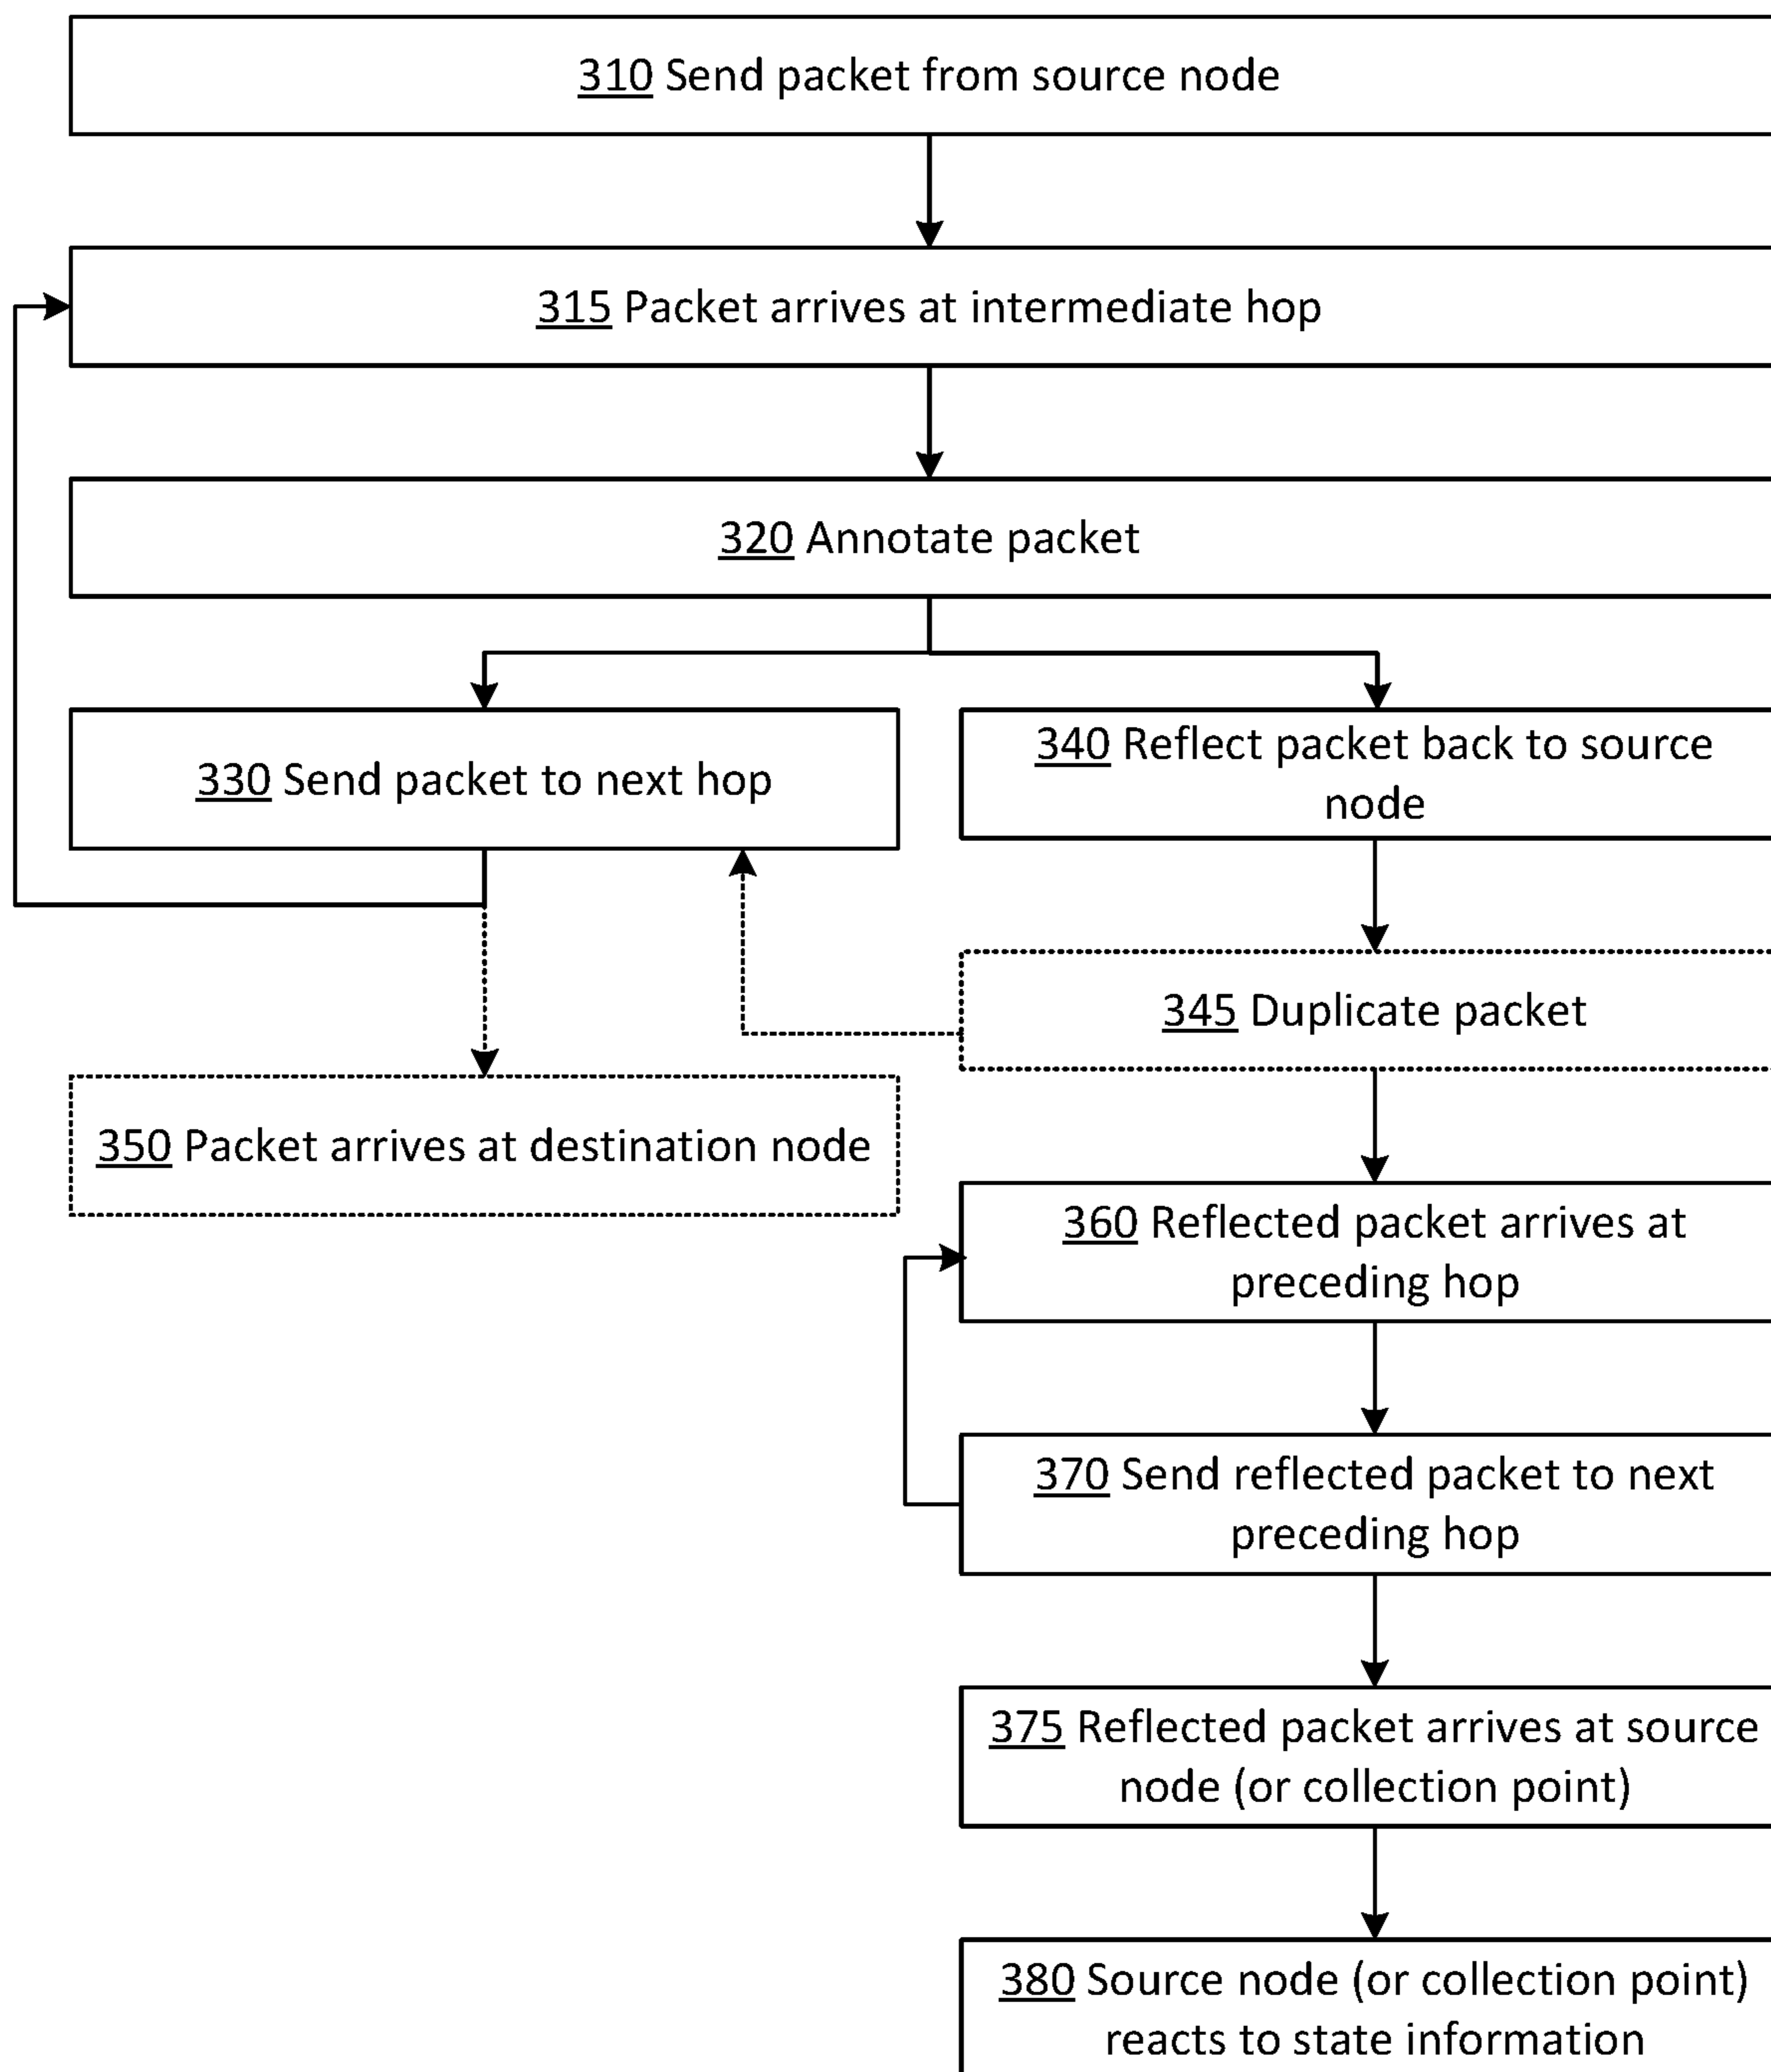 310 Send packet from source node
315 Packet arrives at intermediate hop
320 Annotate packet
330 Send packet to next hop
340 Reflect packet back to source
node
345 Duplicate packet
350 Packet arrives at destination node
360 Reflected packet arrives at
preceding hop
370 Send reflected packet to next
preceding hop
375 Reflected packet arrives at source
node (or collection point)
380 Source node (or collection point)
reacts to state information